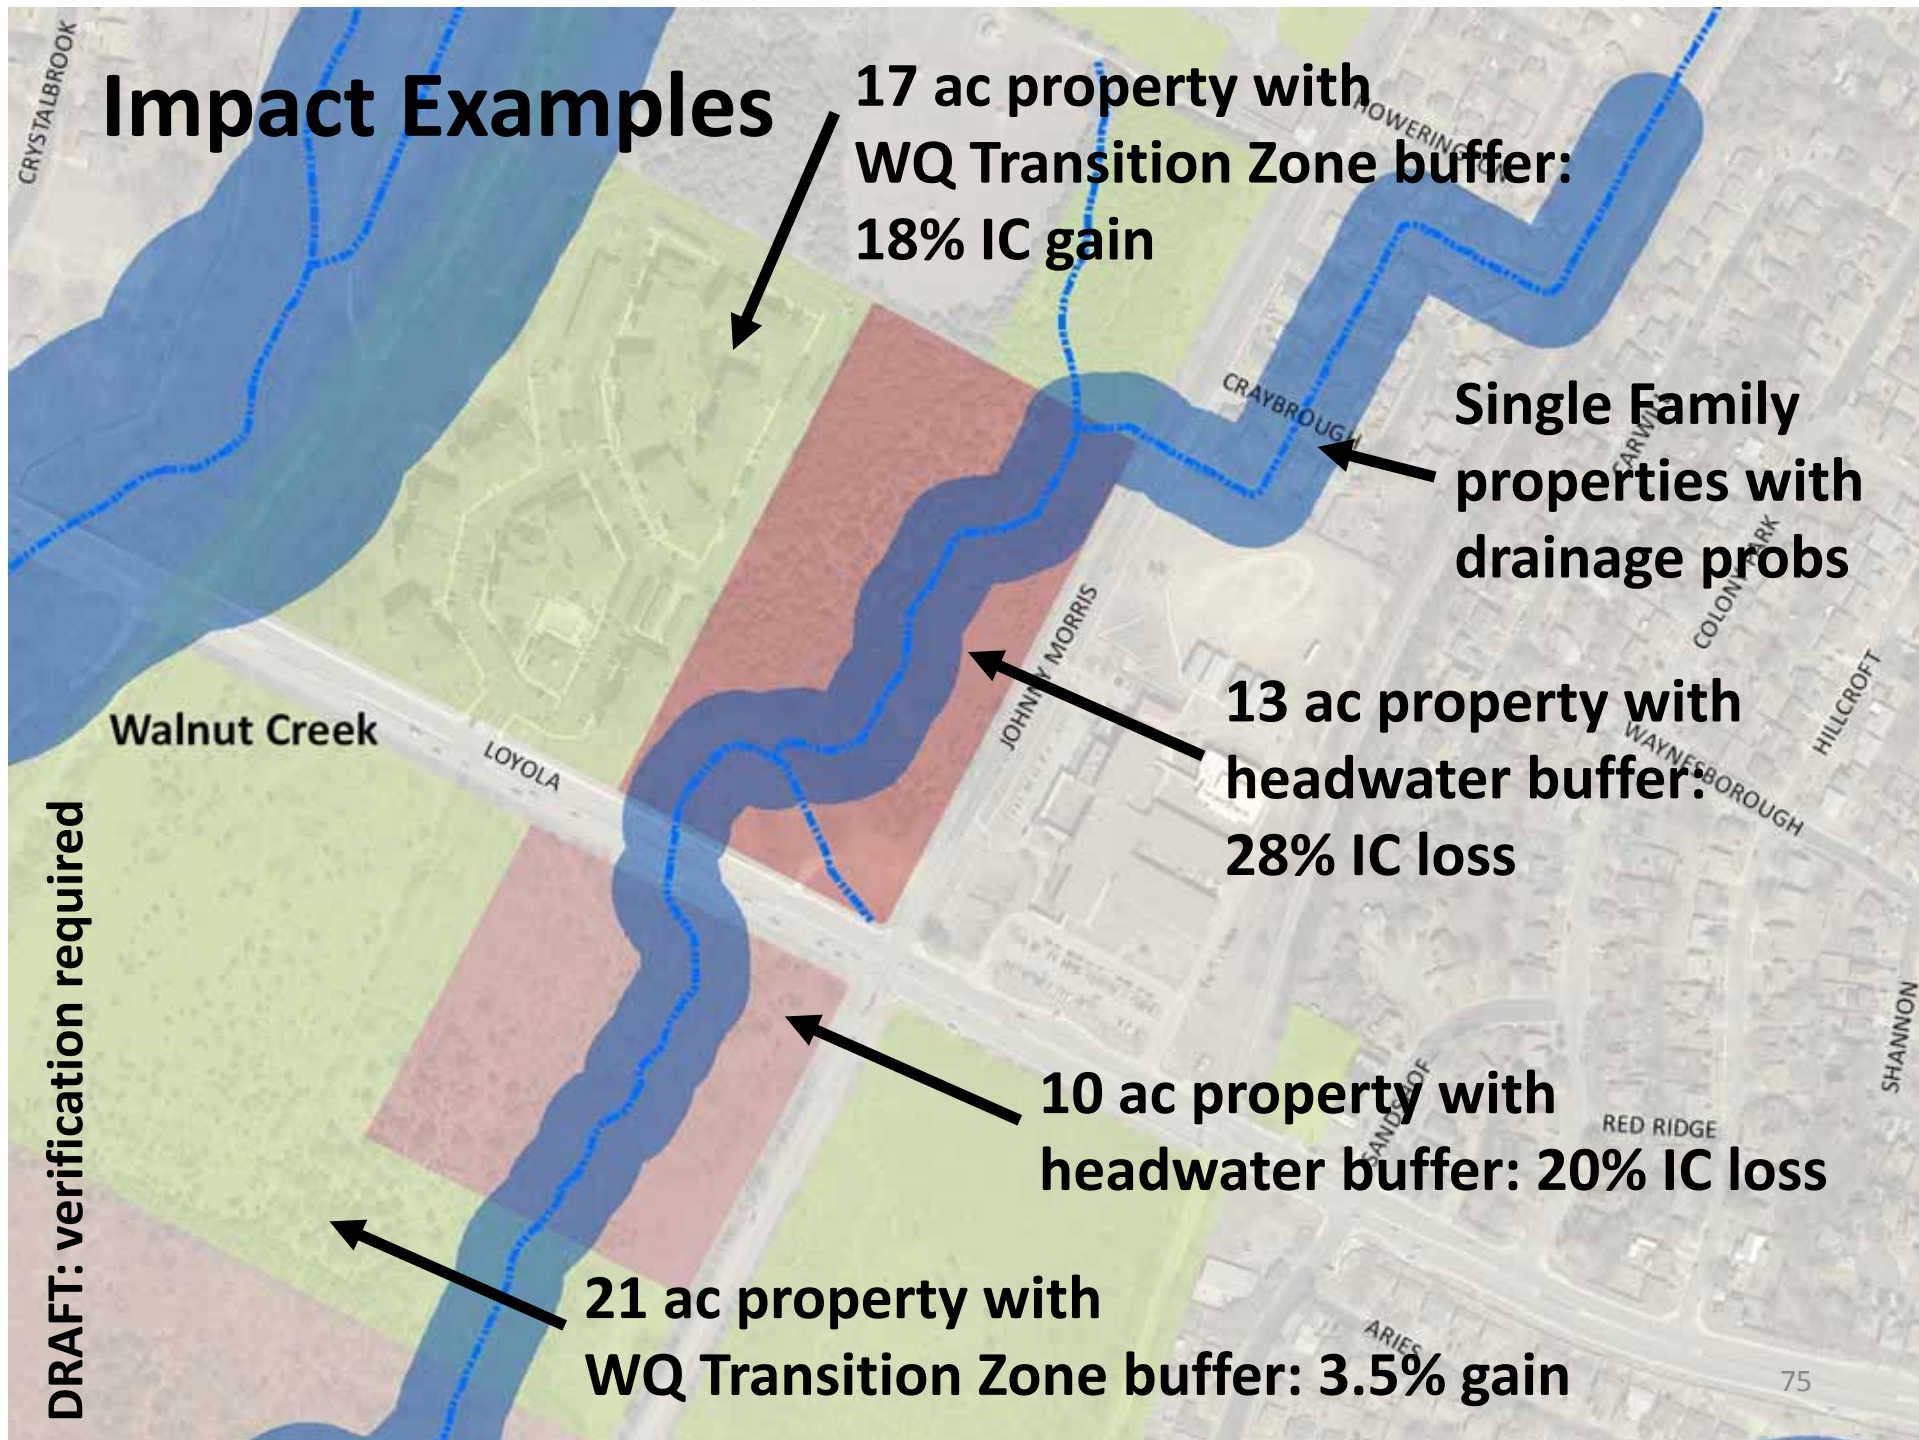 Impact Examples
17 ac property with
WQ Transition Zone buffer:
18% IC gain
CRYSTALBROOK
CRAYBROUGH
Single Family
properties with
drainage probs
COLONY PARK
JOHNNY MORRIS
13 ac property with
headwater buffer:
28% IC loss
HILLCROFT
WAYNESBOROUGH
Walnut Creek
LOYOLA
DRAFT: verification required
SHANNON
10 ac property with
headwater buffer: 20% IC loss
RED RIDGE
21 ac property with
WQ Transition Zone buffer: 3.5% gain
ARIES
75